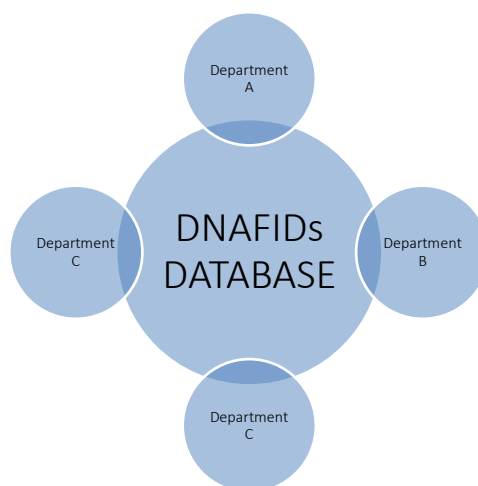 Department
A
Department
C
DNAFIDs
DATABASE
Department
B
Department
C